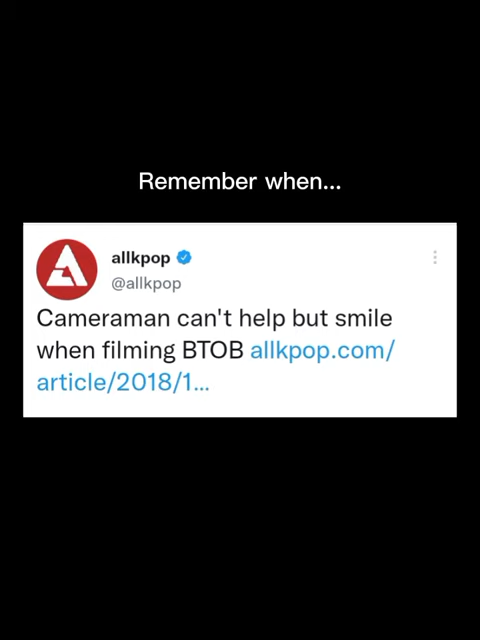 Remember when...
allkpop
@allkpop
Cameraman can't help but smile
when filming BTOB allkpop.com/
article/2018/1...